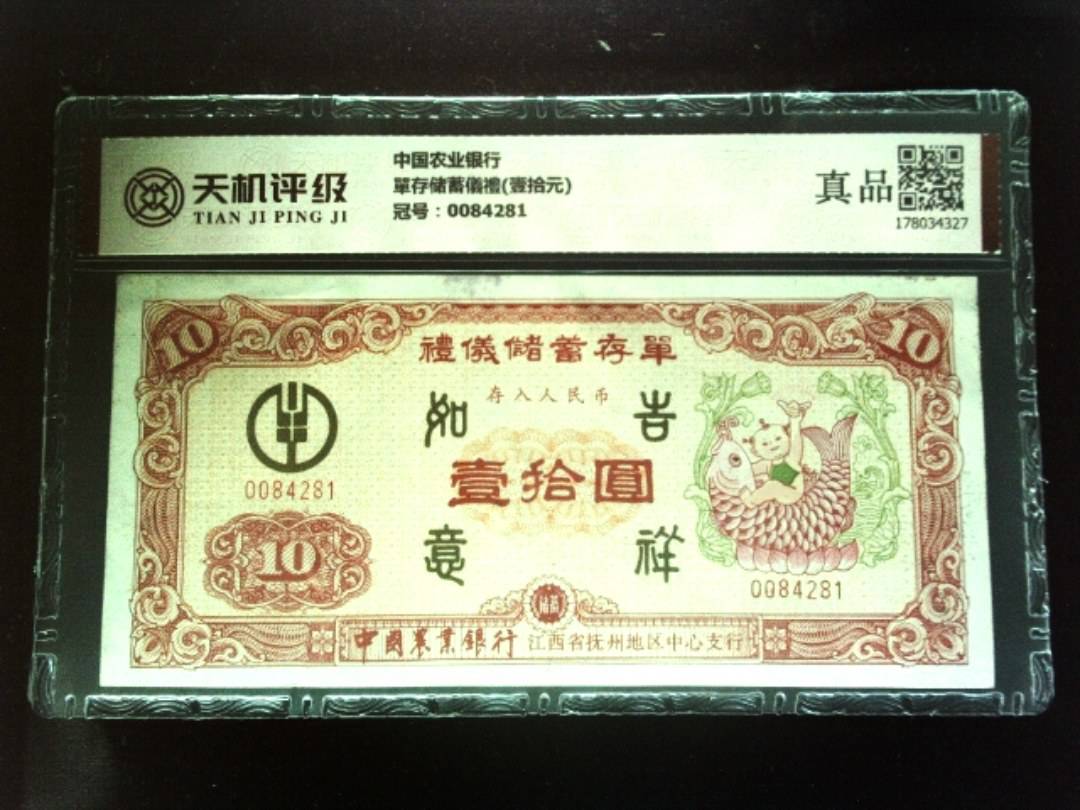 天机评级
TIAN JI PING JI
中国农业银行
單存储蓄儀禮(壹拾元)
冠号：0084281
真品
178034327
10
10
禮儀儲蓄存單
存入人民币
如 吉
壹拾圓
意 祥
0084281
10
0084281
儲蓄
中國農業銀行 江西省抚州地区中心支行